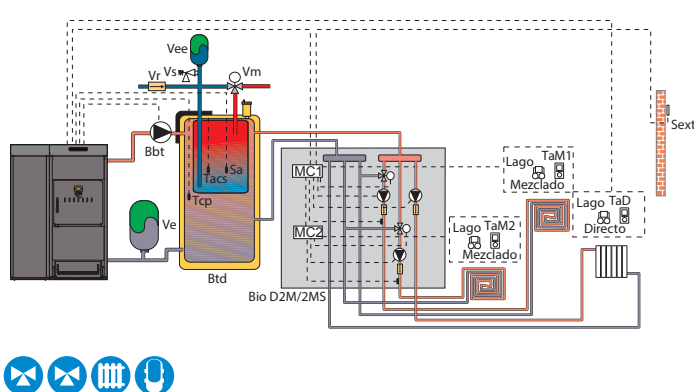 Vee
Vs
Vr
Vm
Bbt
Sext
Lago TaM1
Mezclado
MC1
Tacs
Sa
Tcp
Lago TaD
Directo
Ve
MC2
Lago TaM2
Mezclado
Btd
Bio D2M/2MS